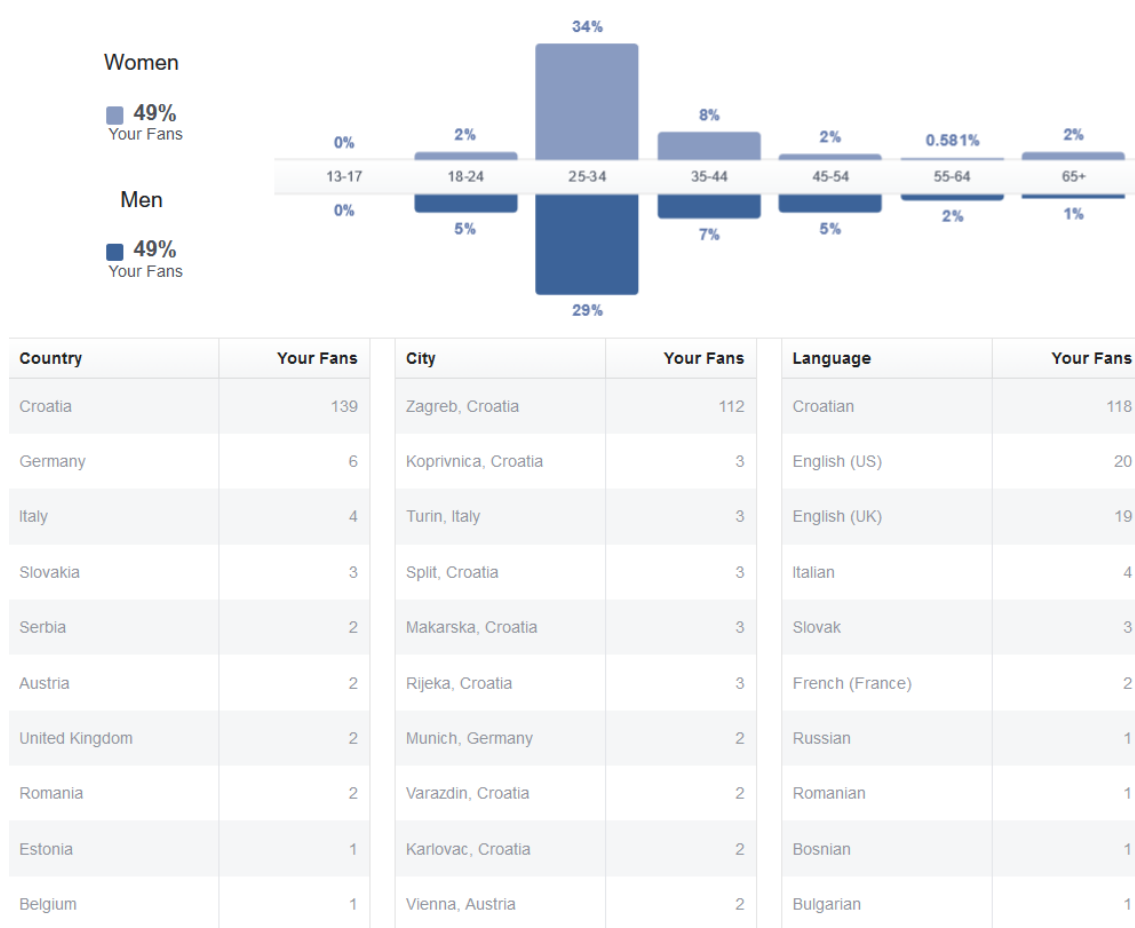 34%
Women
49%
Your Fans
0% 2% 8% 2% 0.581% 2%
13-17 18-24 25-34 35-44 45-54 55-64 65+
Men
0% 5% 7% 5% 2% 1%
49%
Your Fans
29%
Country Your Fans City Your Fans Language Your Fans
Croatia 139 Zagreb, Croatia 112 Croatian 118
Germany 6 Koprivnica, Croatia 3 English (US) 20
Italy 4 Turin, Italy 3 English (UK) 19
Slovakia 3 Split, Croatia 3 Italian 4
Serbia 2 Makarska, Croatia 3 Slovak 3
Austria 2 Rijeka, Croatia 3 French (France) 2
United Kingdom 2 Munich, Germany 2 Russian 1
Romania 2 Varazdin, Croatia 2 Romanian 1
Estonia 1 Karlovac, Croatia 2 Bosnian 1
Belgium 1 Vienna, Austria 2 Bulgarian 1